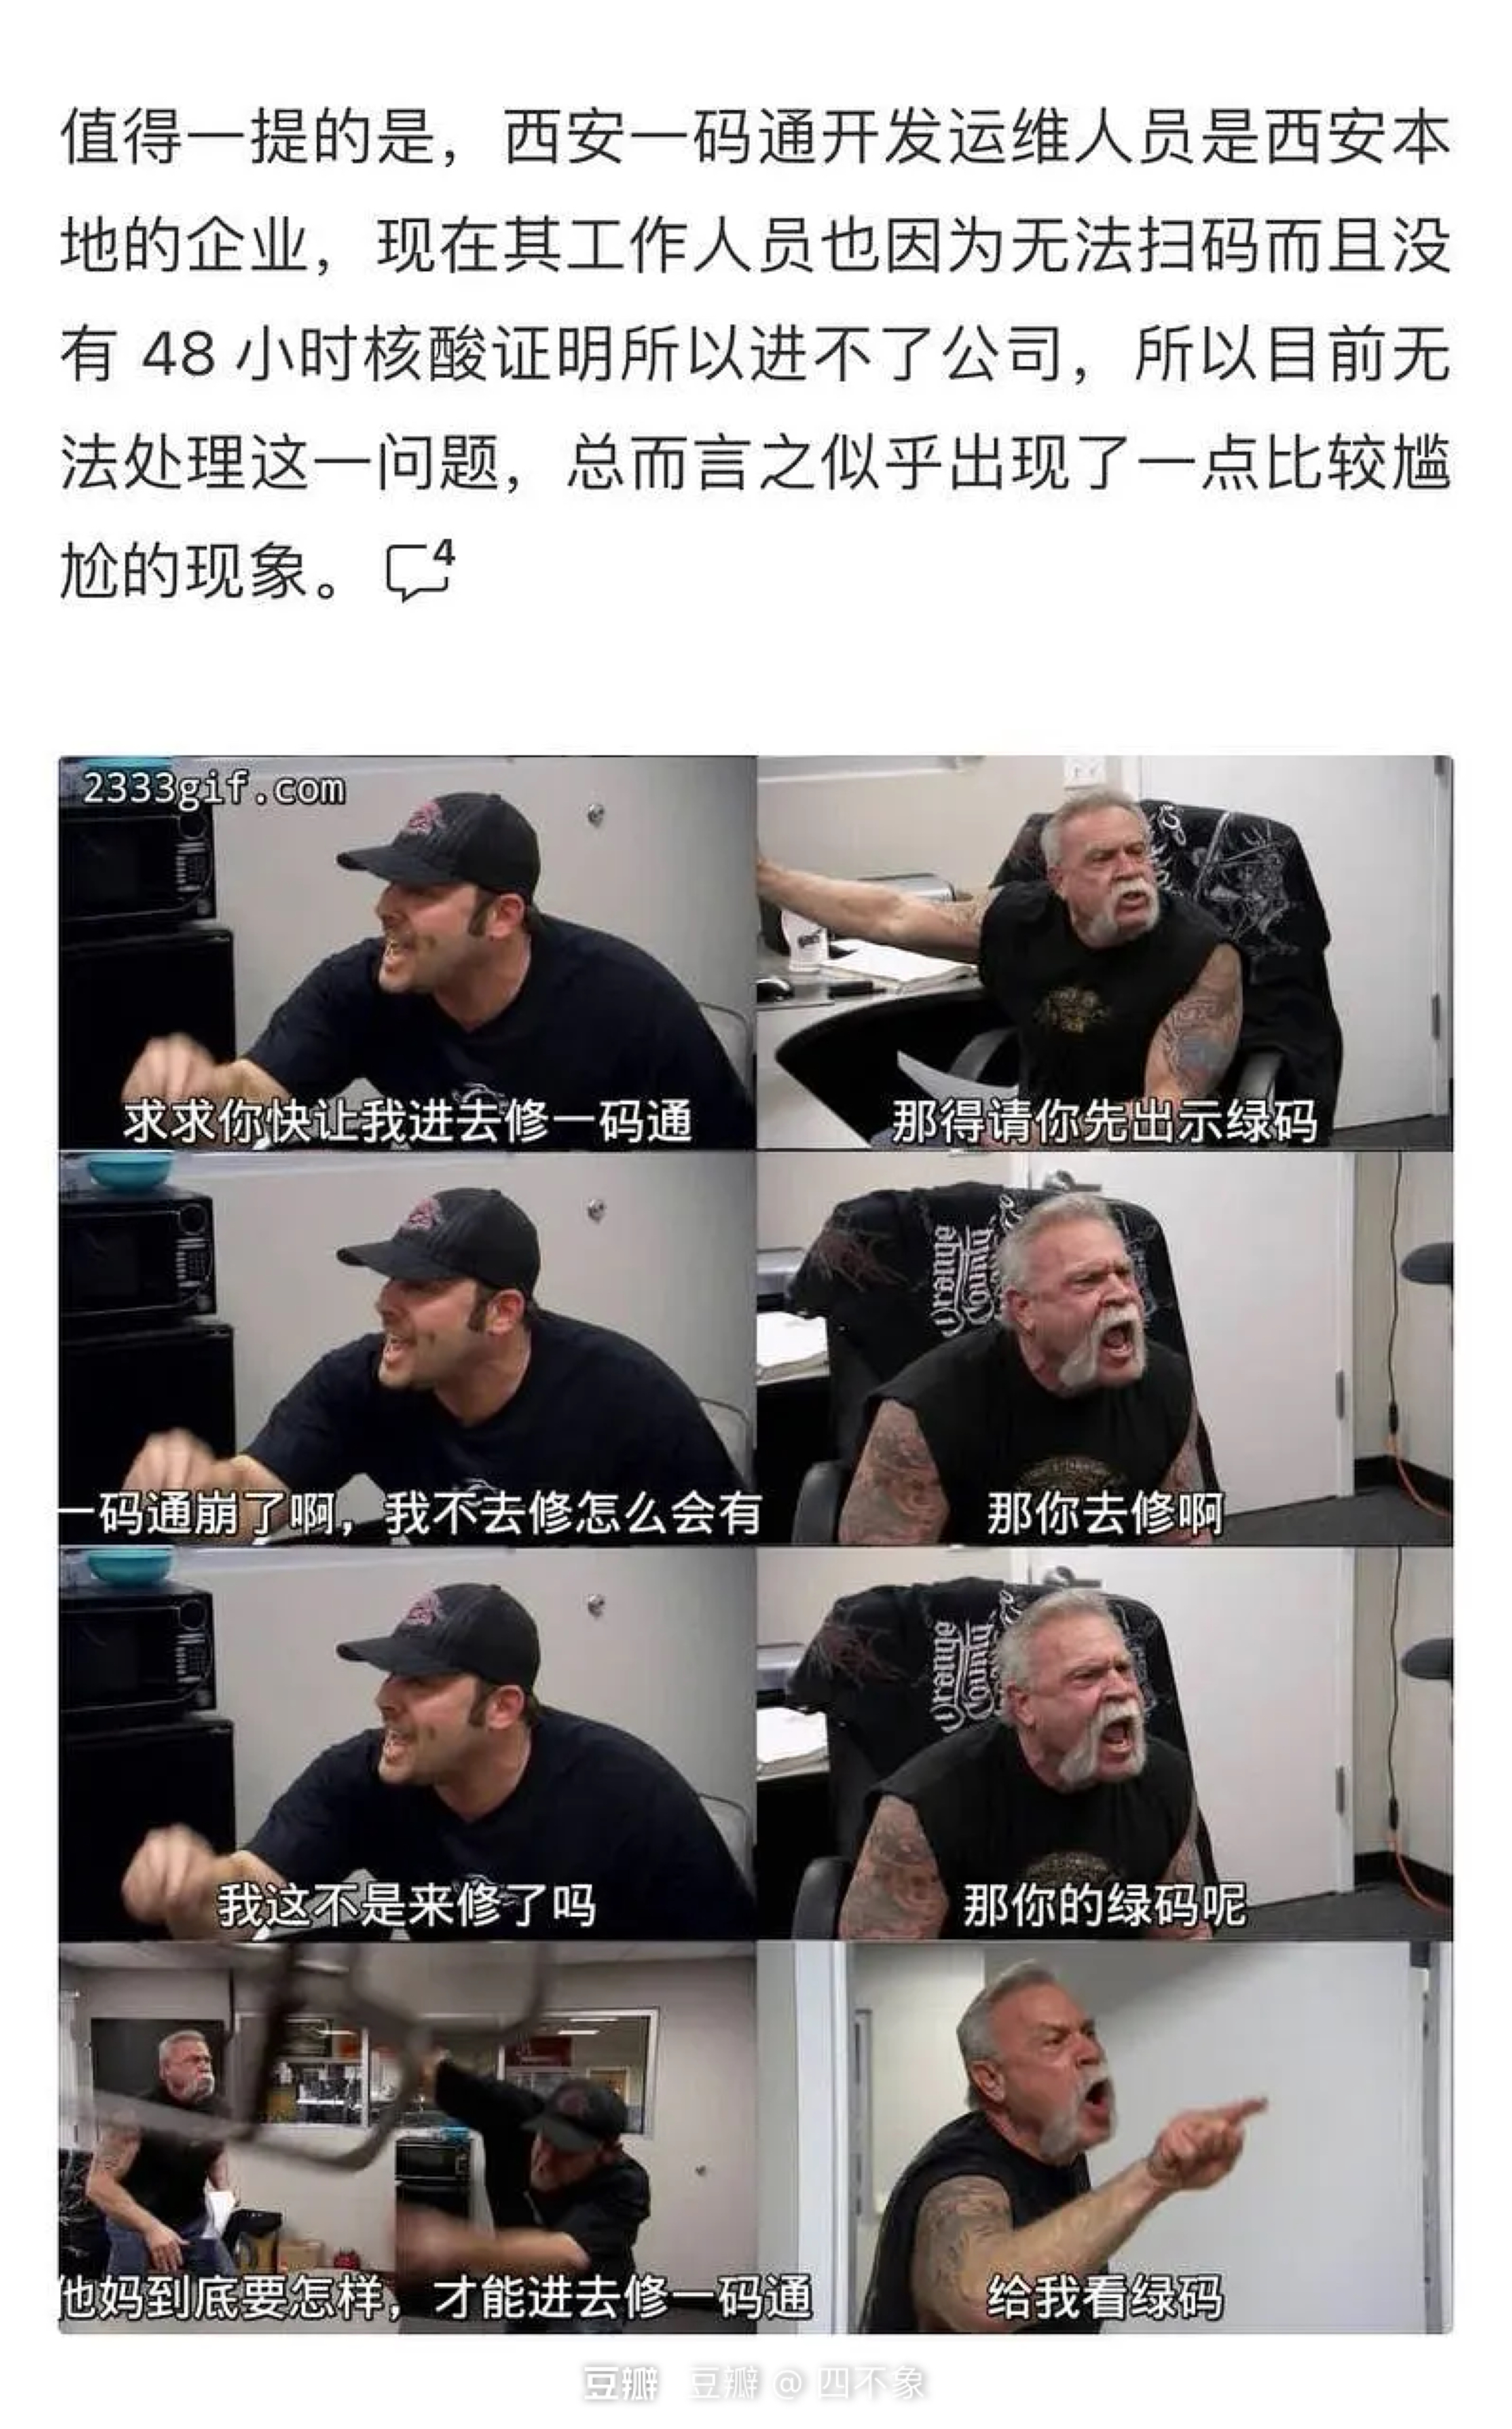 值得一提的是，西安一码通开发运维人员是西安本
地的企业，现在其工作人员也因为无法扫码而且没
有 48 小时核酸证明所以进不了公司，所以目前无
法处理这一问题，总而言之似乎出现了一点比较尴
尬的现象。 4
2333gif.com
求求你快让我进去修一码通
那得请你先出示绿码
一码通崩了啊，我不去修怎么会有
Orange
County
那你去修啊
我这不是来修了吗
Orange
County
那你的绿码呢
他妈到底要怎样，才能进去修一码通
给我看绿码
豆瓣 豆瓣 @ 四不象